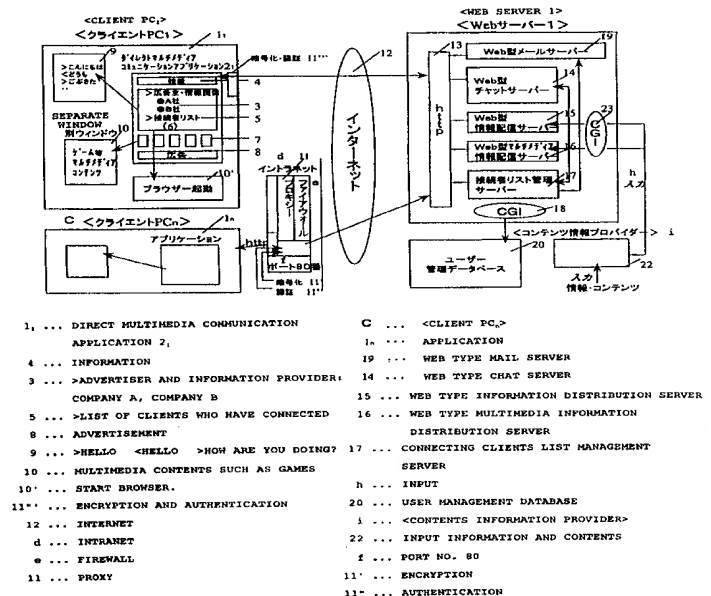 <CLIENT PC₁>
<クライエントPC₁>
1₁
9
>こんにちは
<どうも
>ごぶさた
..
ダイレクトマルチメディア
コミュニケーションアプリケーション2₁
暗号化・認証 11'''
情報
4
>広告主・情報提供
●A社
●B社
3
>接続者リスト
(6)
5
7
広告
8
SEPARATE
WINDOW
別ウィンドウ
10
ゲーム等
マルチメディア
コンテンツ
ブラウザー起動
10'
C <クライエントPCn>
1n
アプリケーション
http
d
11
イントラネット
プロキシー
ファイアウォール
e
f
ポート80番
暗号化 11'
認証 11''
12
インターネット
<WEB SERVER 1>
<Webサーバー1>
13
http
19
Web型メールサーバー
Web型
チャットサーバー
14
Web型
情報配信サーバー
15
Web型マルチメディア
情報配信サーバー
16
接続者リスト管理
サーバー
17
23
CGI
h
入力
CGI
18
<コンテンツ情報プロバイダー> i
20
ユーザー
管理データベース
22
入力
情報・コンテンツ
1₁ ... DIRECT MULTIMEDIA COMMUNICATION
APPLICATION 2₁
4 ... INFORMATION
3 ... >ADVERTISER AND INFORMATION PROVIDER:
COMPANY A, COMPANY B
5 ... >LIST OF CLIENTS WHO HAVE CONNECTED
8 ... ADVERTISEMENT
9 ... >HELLO <HELLO >HOW ARE YOU DOING?
10 ... MULTIMEDIA CONTENTS SUCH AS GAMES
10' ... START BROWSER.
11"' ... ENCRYPTION AND AUTHENTICATION
12 ... INTERNET
d ... INTRANET
e ... FIREWALL
11 ... PROXY
C ... <CLIENT PCn>
1n ... APPLICATION
19 ... WEB TYPE MAIL SERVER
14 ... WEB TYPE CHAT SERVER
15 ... WEB TYPE INFORMATION DISTRIBUTION SERVER
16 ... WEB TYPE MULTIMEDIA INFORMATION
DISTRIBUTION SERVER
17 ... CONNECTING CLIENTS LIST MANAGEMENT
SERVER
h ... INPUT
20 ... USER MANAGEMENT DATABASE
i ... <CONTENTS INFORMATION PROVIDER>
22 ... INPUT INFORMATION AND CONTENTS
f ... PORT NO. 80
11' ... ENCRYPTION
11" ... AUTHENTICATION